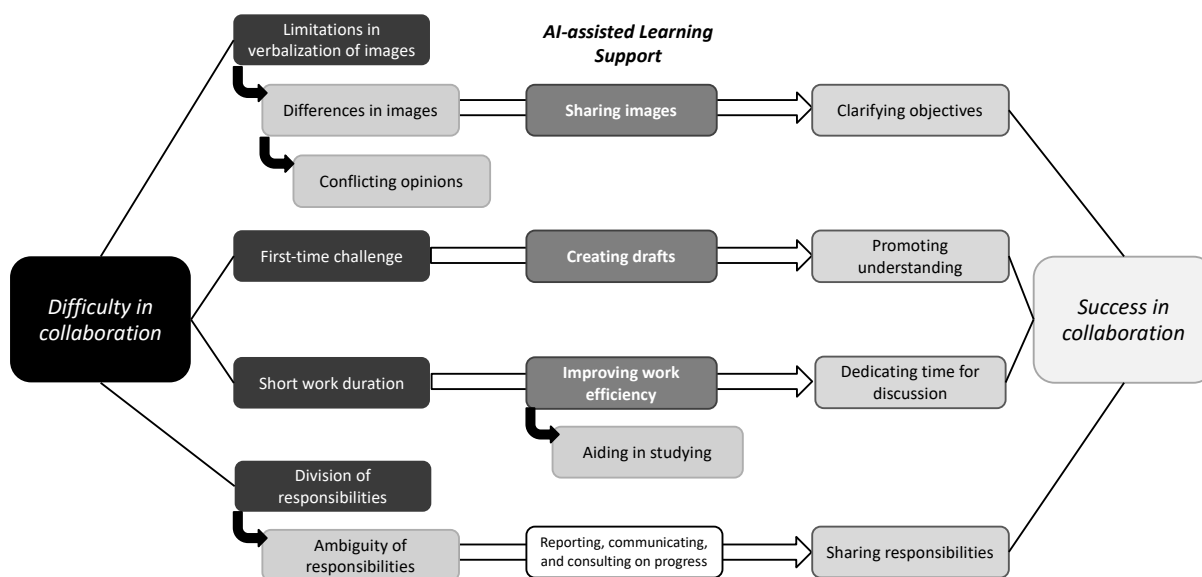 Limitations in
verbalization of images
AI-assisted Learning
Support
Differences in images
Sharing images
Clarifying objectives
Conflicting opinions
First-time challenge
Creating drafts
Promoting
understanding
Difficulty in
collaboration
Success in
collaboration
Short work duration
Improving work
efficiency
Dedicating time for
discussion
Aiding in studying
Division of
responsibilities
Ambiguity of
responsibilities
Reporting, communicating,
and consulting on progress
Sharing responsibilities